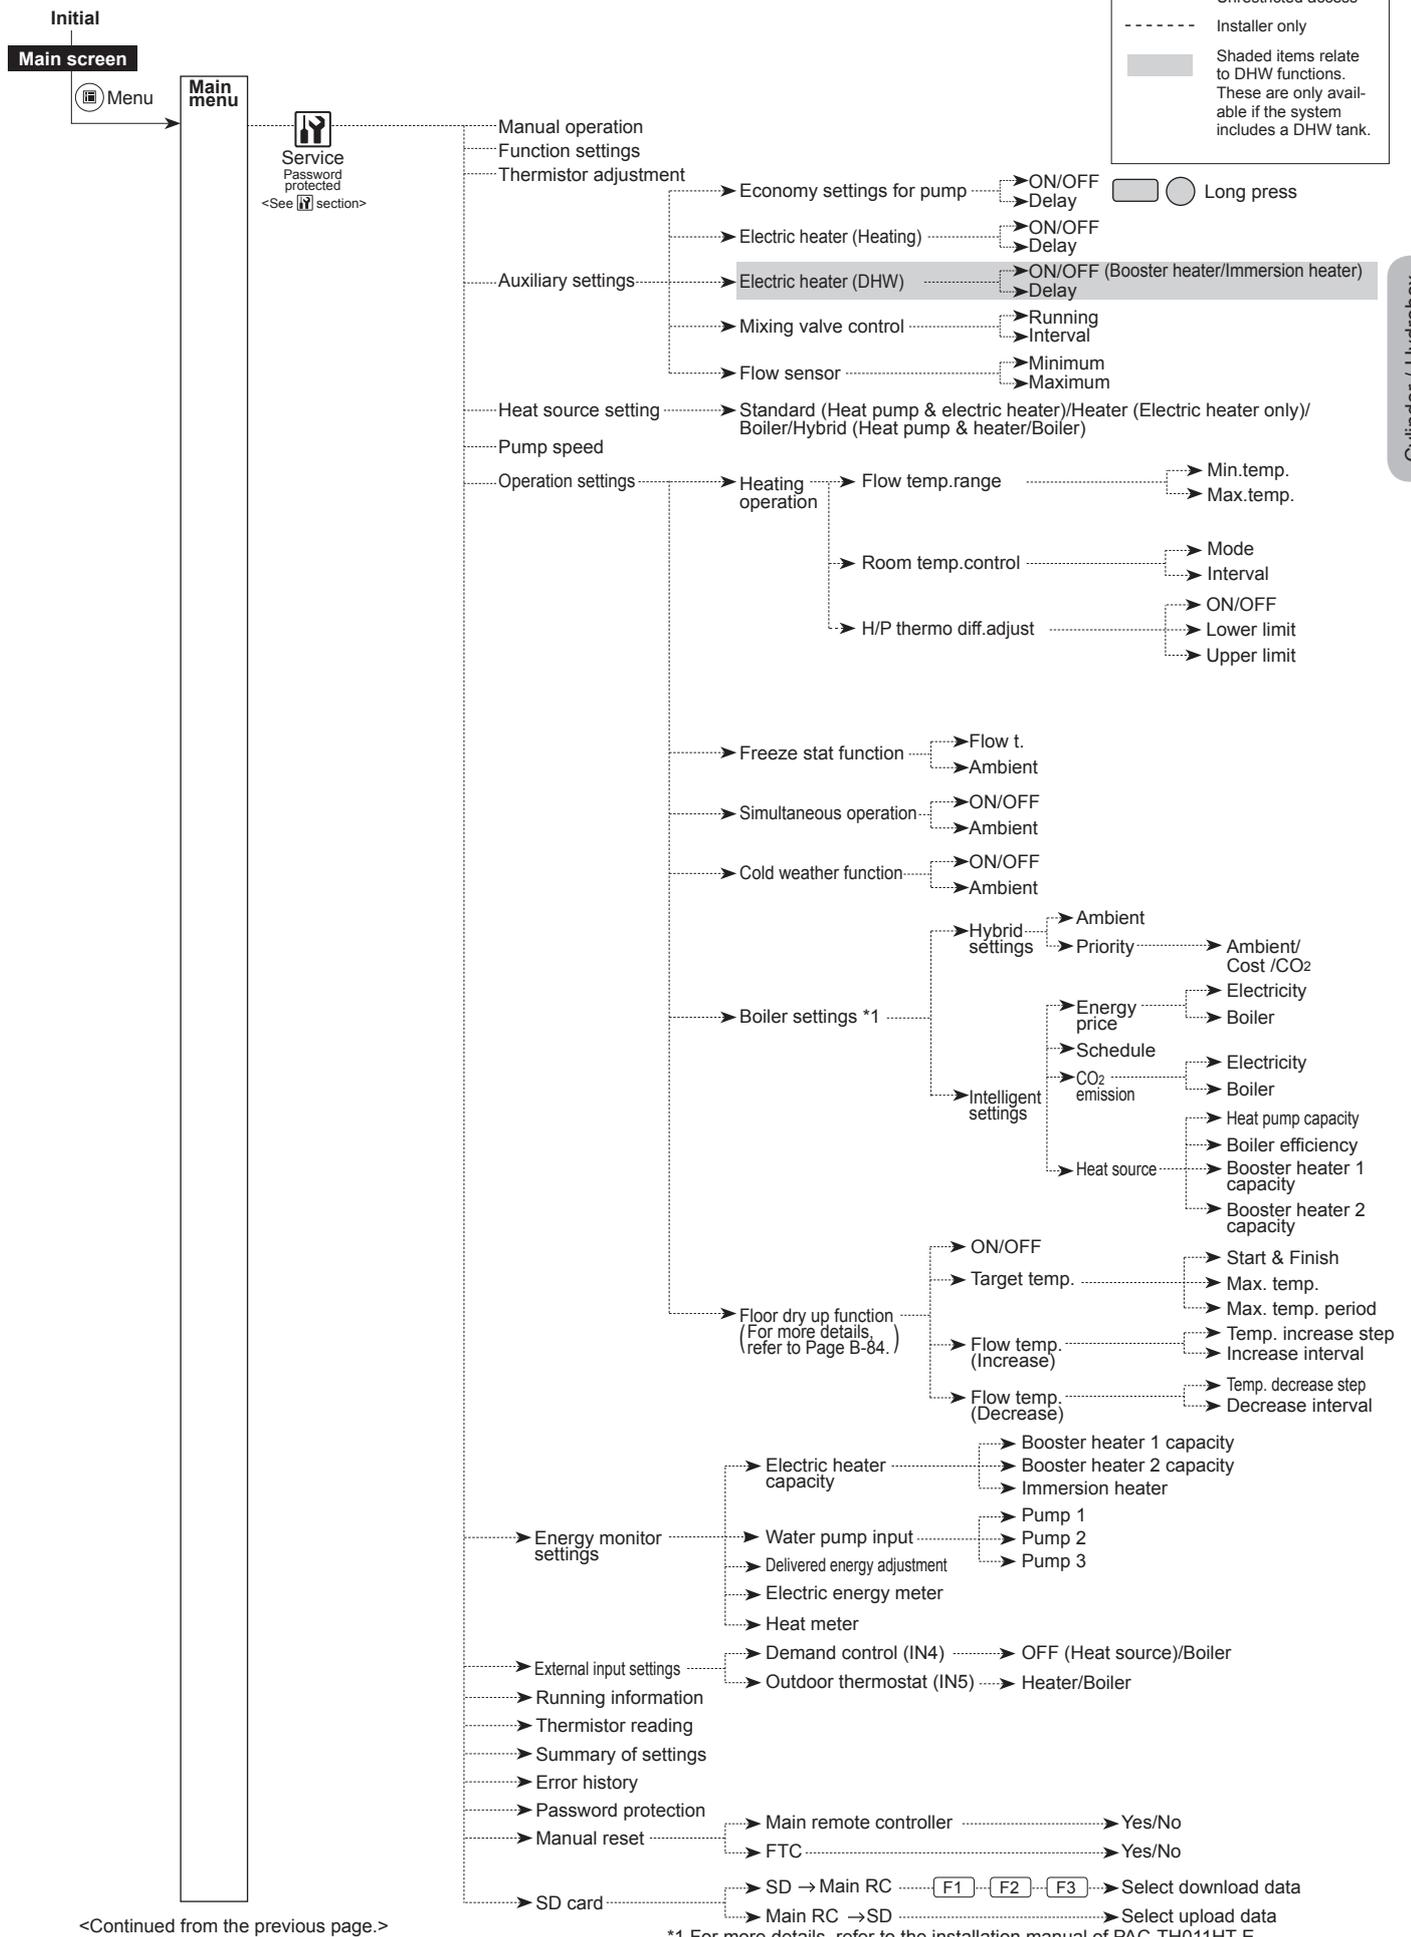 Initial
Main screen
Menu
Main
menu
Service
Password
protected
<See section>
Installer only
Shaded items relate
to DHW functions.
These are only avail-
able if the system
includes a DHW tank.
Long press
Manual operation
Function settings
Thermistor adjustment
Auxiliary settings
Economy settings for pump
ON/OFF
Delay
Electric heater (Heating)
ON/OFF
Delay
Electric heater (DHW)
ON/OFF (Booster heater/Immersion heater)
Delay
Mixing valve control
Running
Interval
Flow sensor
Minimum
Maximum
Heat source setting
Standard (Heat pump & electric heater)/Heater (Electric heater only)/
Boiler/Hybrid (Heat pump & heater/Boiler)
Pump speed
Operation settings
Heating
operation
Flow temp.range
Min.temp.
Max.temp.
Room temp.control
Mode
Interval
H/P thermo diff.adjust
ON/OFF
Lower limit
Upper limit
Freeze stat function
Flow t.
Ambient
Simultaneous operation
ON/OFF
Ambient
Cold weather function
ON/OFF
Ambient
Boiler settings *1
Hybrid
settings
Ambient
Priority
Ambient/
Cost /CO2
Intelligent
settings
Energy
price
Electricity
Boiler
Schedule
CO2
emission
Electricity
Boiler
Heat source
Heat pump capacity
Boiler efficiency
Booster heater 1
capacity
Booster heater 2
capacity
Floor dry up function
(For more details,
refer to Page B-84.)
ON/OFF
Target temp.
Start & Finish
Max. temp.
Max. temp. period
Flow temp.
(Increase)
Temp. increase step
Increase interval
Flow temp.
(Decrease)
Temp. decrease step
Decrease interval
Energy monitor
settings
Electric heater
capacity
Booster heater 1 capacity
Booster heater 2 capacity
Immersion heater
Water pump input
Pump 1
Pump 2
Pump 3
Delivered energy adjustment
Electric energy meter
Heat meter
External input settings
Demand control (IN4)
OFF (Heat source)/Boiler
Outdoor thermostat (IN5)
Heater/Boiler
Running information
Thermistor reading
Summary of settings
Error history
Password protection
Manual reset
Main remote controller
Yes/No
FTC
Yes/No
SD card
SD → Main RC
F1
F2
F3
Select download data
Main RC → SD
Select upload data
<Continued from the previous page.>
*1 For more details, refer to the installation manual of PAC-TH011HT-E